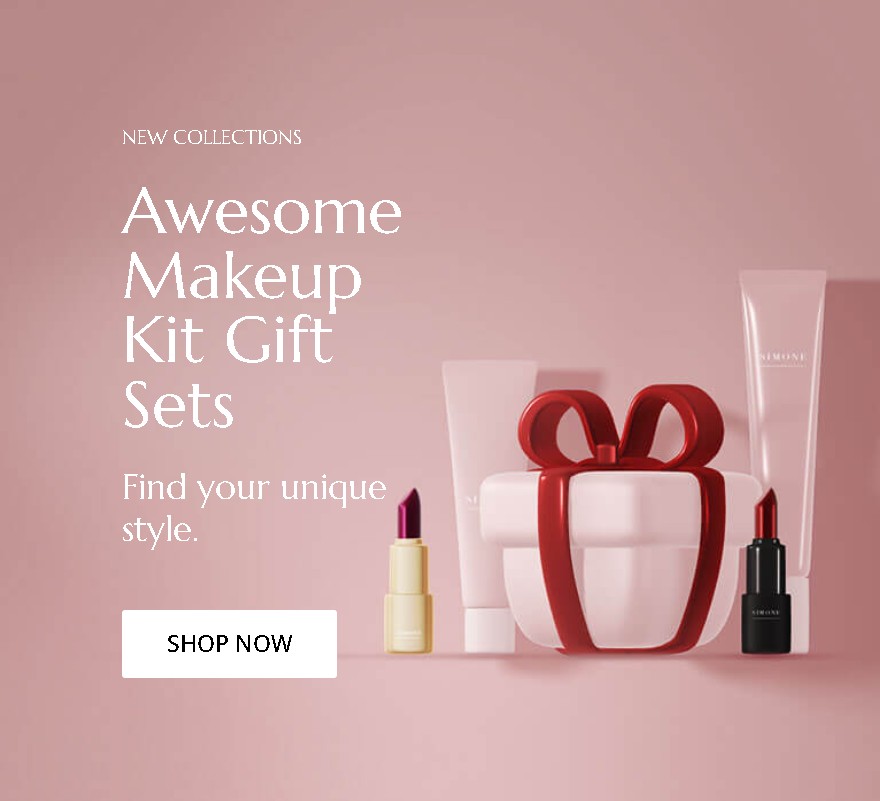 NEW COLLECTIONS
Awesome
Makeup
Kit Gift
Sets
Find your unique
style.
SHOP NOW
SIMONE
SIMONE